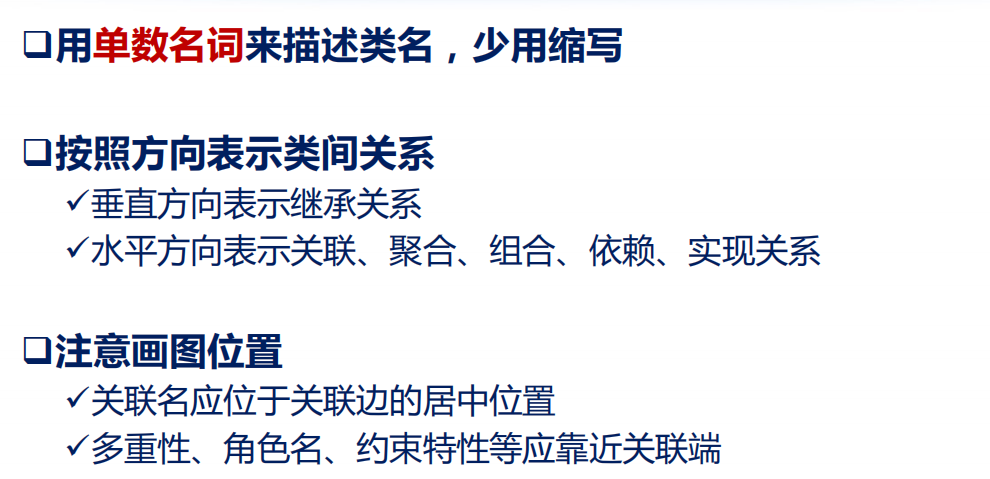 ❑用单数名词来描述类名，少用缩写
❑按照方向表示类间关系
✓垂直方向表示继承关系
✓水平方向表示关联、聚合、组合、依赖、实现关系
❑注意画图位置
✓关联名应位于关联边的居中位置
✓多重性、角色名、约束特性等应靠近关联端